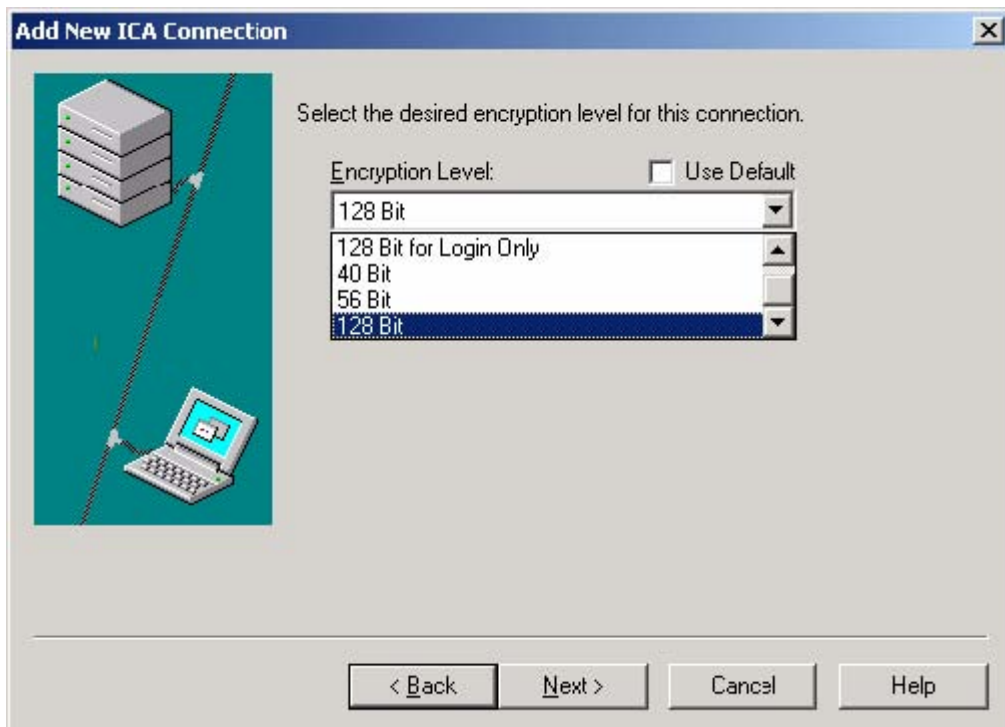 Add New ICA Connection
Select the desired encryption level for this connection.
Encryption Level:
Use Default
128 Bit
128 Bit for Login Only
40 Bit
56 Bit
128 Bit
< Back
Next >
Cancel
Help